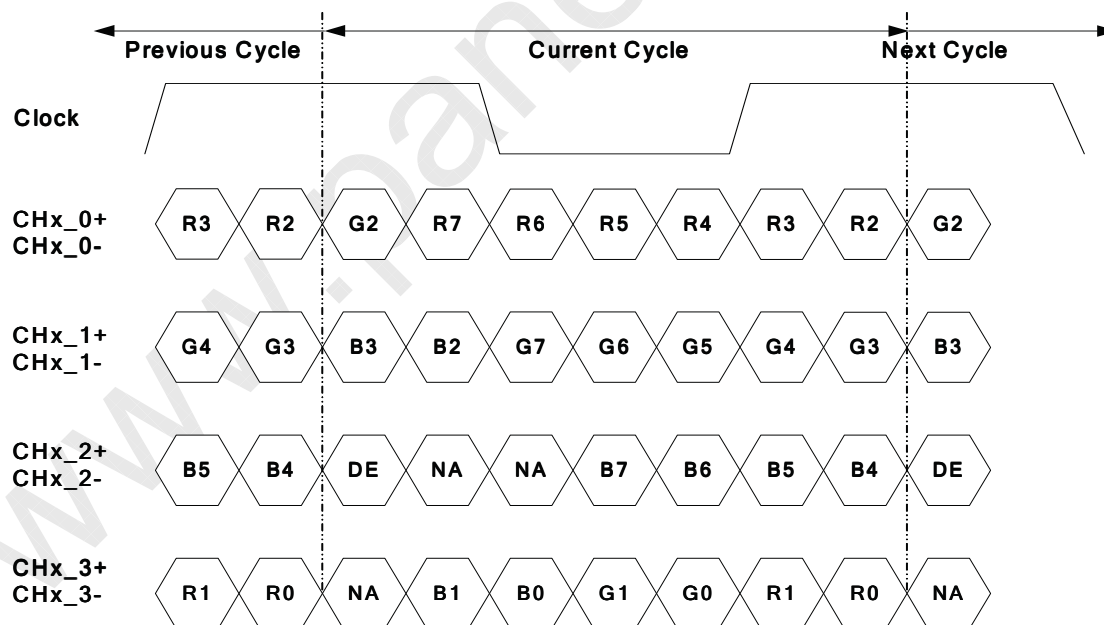 Previous Cycle Current Cycle Next Cycle
Clock
CHx_0+
CHx_0-
R3 R2 G2 R7 R6 R5 R4 R3 R2 G2
CHx_1+
CHx_1-
G4 G3 B3 B2 G7 G6 G5 G4 G3 B3
CHx_2+
CHx_2-
B5 B4 DE NA NA B7 B6 B5 B4 DE
CHx_3+
CHx_3-
R1 R0 NA B1 B0 G1 G0 R1 R0 NA
www.pane